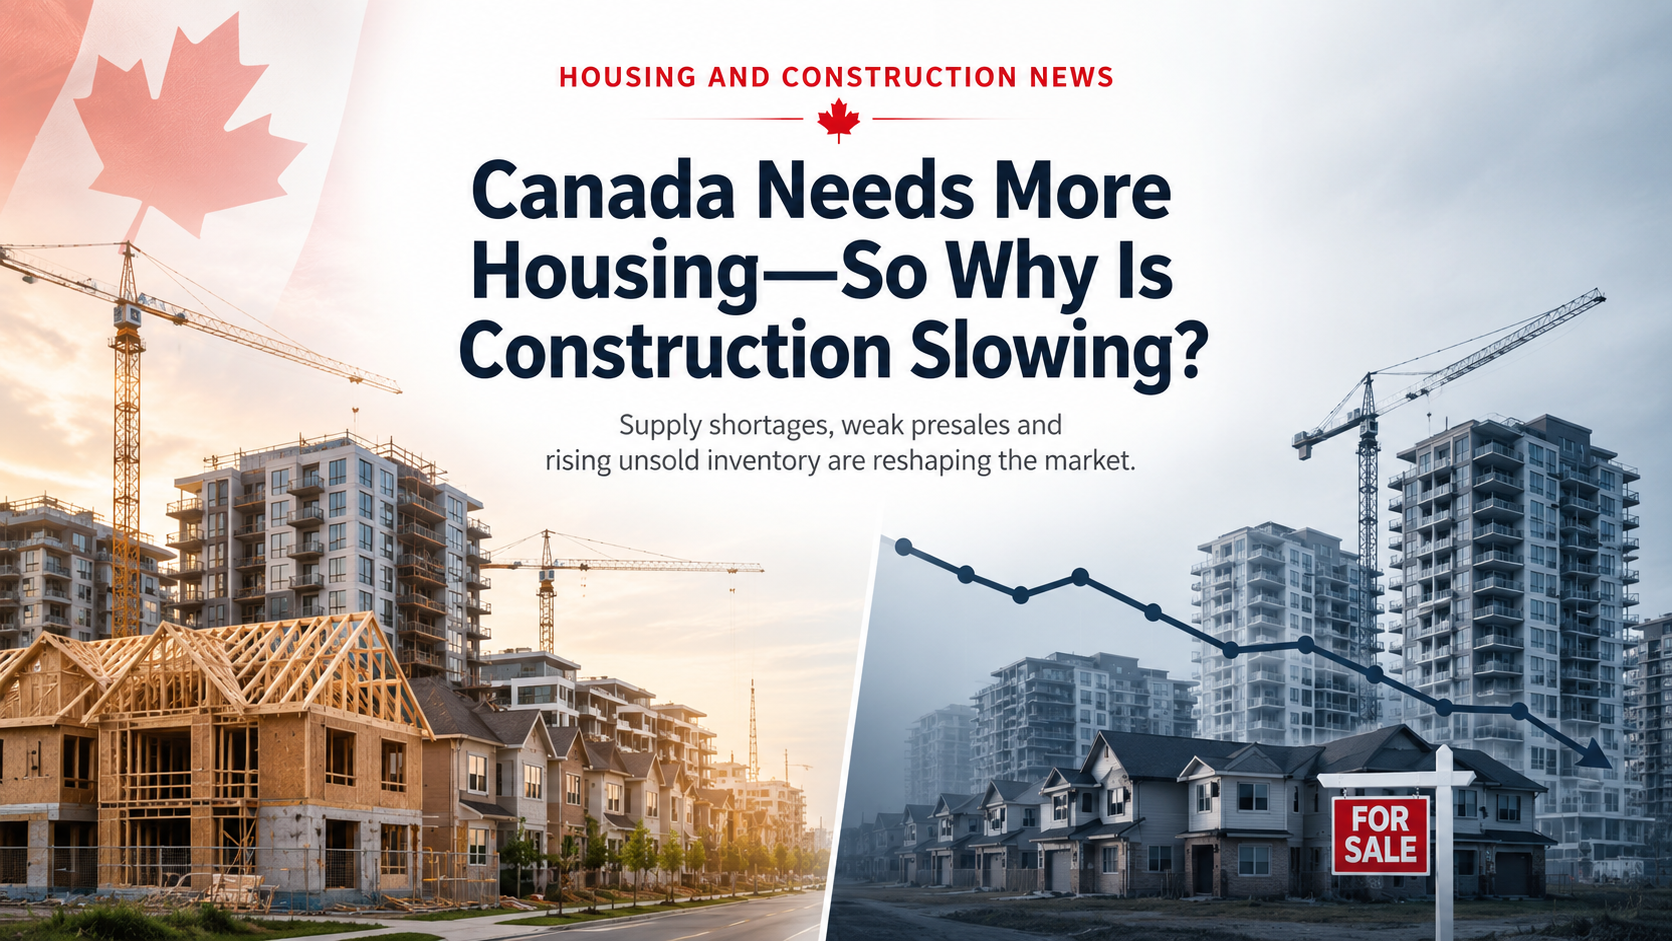 HOUSING AND CONSTRUCTION NEWS
Canada Needs More
Housing—So Why Is
Construction Slowing?
Supply shortages, weak presales and
rising unsold inventory are reshaping the market.
FOR
SALE